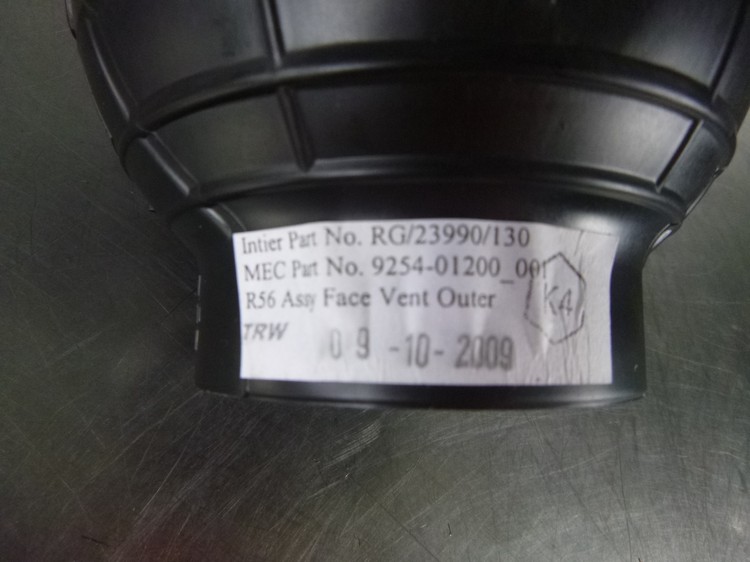 Intier Part No. RG/23990/130
MEC Part No. 9254-01200_001
R56 Assy Face Vent Outer
K4
TRW
09 -10- 2009